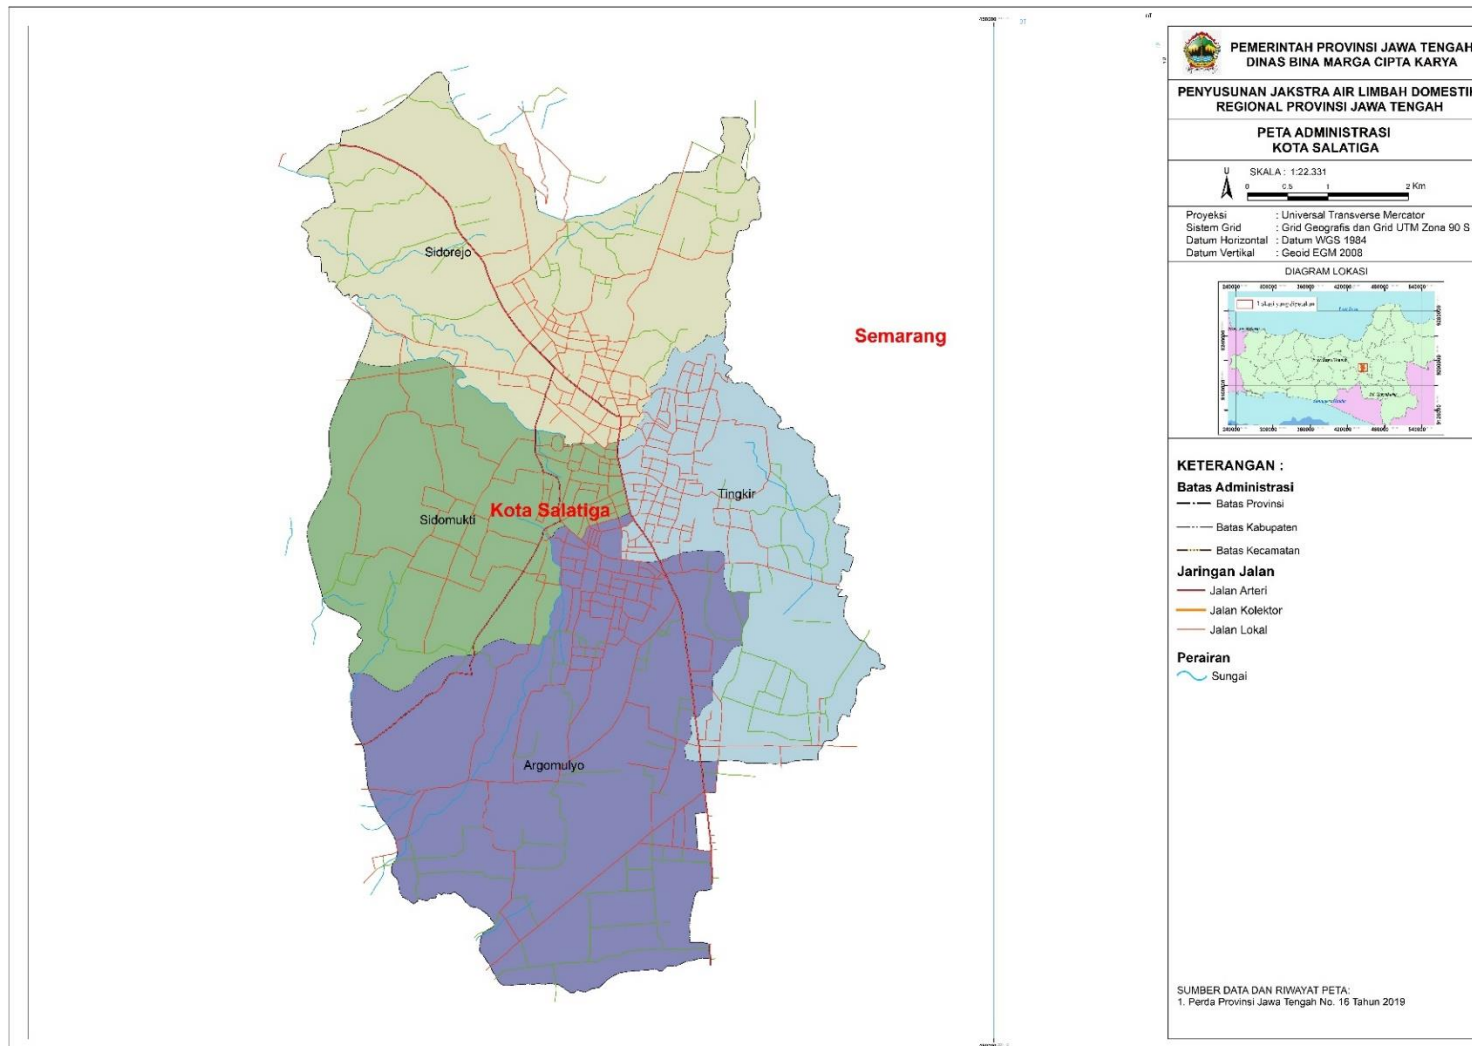 Sidorejo
Semarang
Tingkir
Kota Salatiga
Sidomukti
Argomulyo
PEMERINTAH PROVINSI JAWA TENGAH
DINAS BINA MARGA CIPTA KARYA
PENYUSUNAN JAKSTRA AIR LIMBAH DOMESTIK
REGIONAL PROVINSI JAWA TENGAH
PETA ADMINISTRASI
KOTA SALATIGA
U
SKALA : 1:22.331
0 0.5 1 2 Km
Proyeksi : Universal Transverse Mercator
Sistem Grid : Grid Geografis dan Grid UTM Zona 90 S
Datum Horizontal : Datum WGS 1984
Datum Vertikal : Geoid EGM 2008
DIAGRAM LOKASI
KETERANGAN :
Batas Administrasi
Batas Provinsi
Batas Kabupaten
Batas Kecamatan
Jaringan Jalan
Jalan Arteri
Jalan Kolektor
Jalan Lokal
Perairan
Sungai
SUMBER DATA DAN RIWAYAT PETA:
1. Perda Provinsi Jawa Tengah No. 16 Tahun 2019